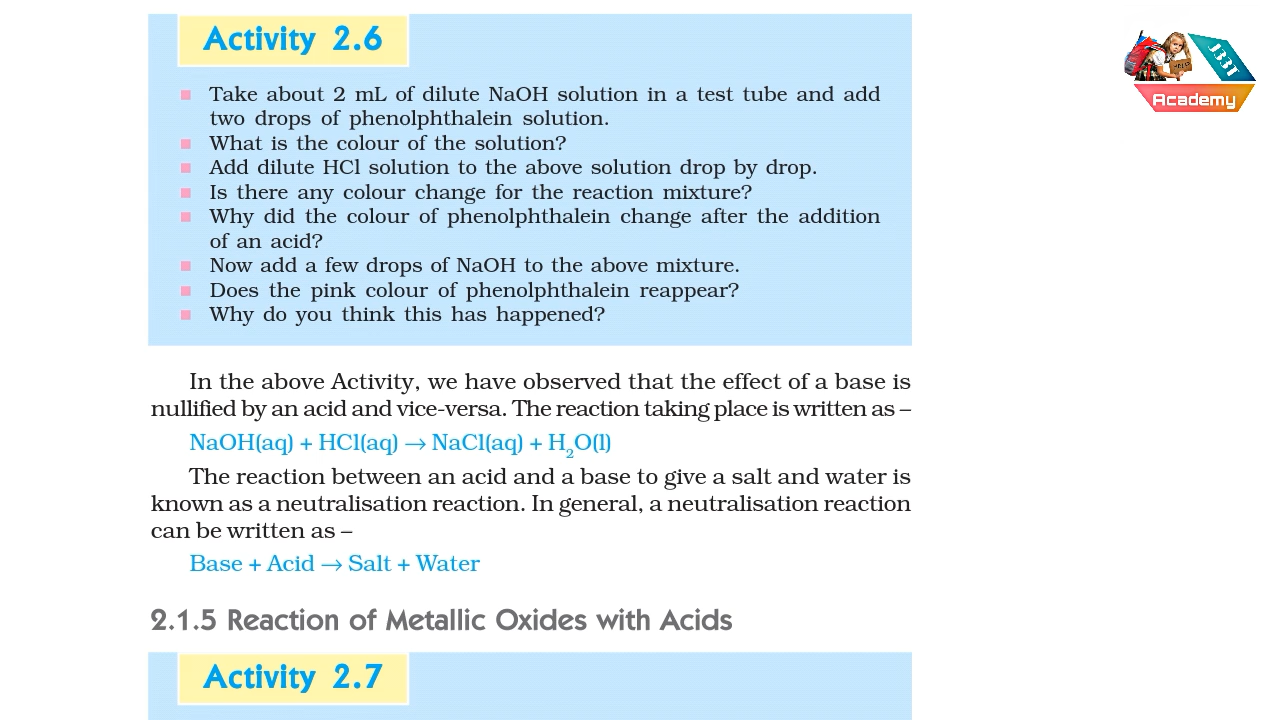 Activity 2.6
Take about 2 mL of dilute NaOH solution in a test tube and add
two drops of phenolphthalein solution.
What is the colour of the solution?
Add dilute HCl solution to the above solution drop by drop.
Is there any colour change for the reaction mixture?
Why did the colour of phenolphthalein change after the addition
of an acid?
Now add a few drops of NaOH to the above mixture.
Does the pink colour of phenolphthalein reappear?
Why do you think this has happened?
In the above Activity, we have observed that the effect of a base is
nullified by an acid and vice-versa. The reaction taking place is written as –
NaOH(aq) + HCl(aq) → NaCl(aq) + H₂O(l)
The reaction between an acid and a base to give a salt and water is
known as a neutralisation reaction. In general, a neutralisation reaction
can be written as –
Base + Acid → Salt + Water
2.1.5 Reaction of Metallic Oxides with Acids
Activity 2.7
Academy